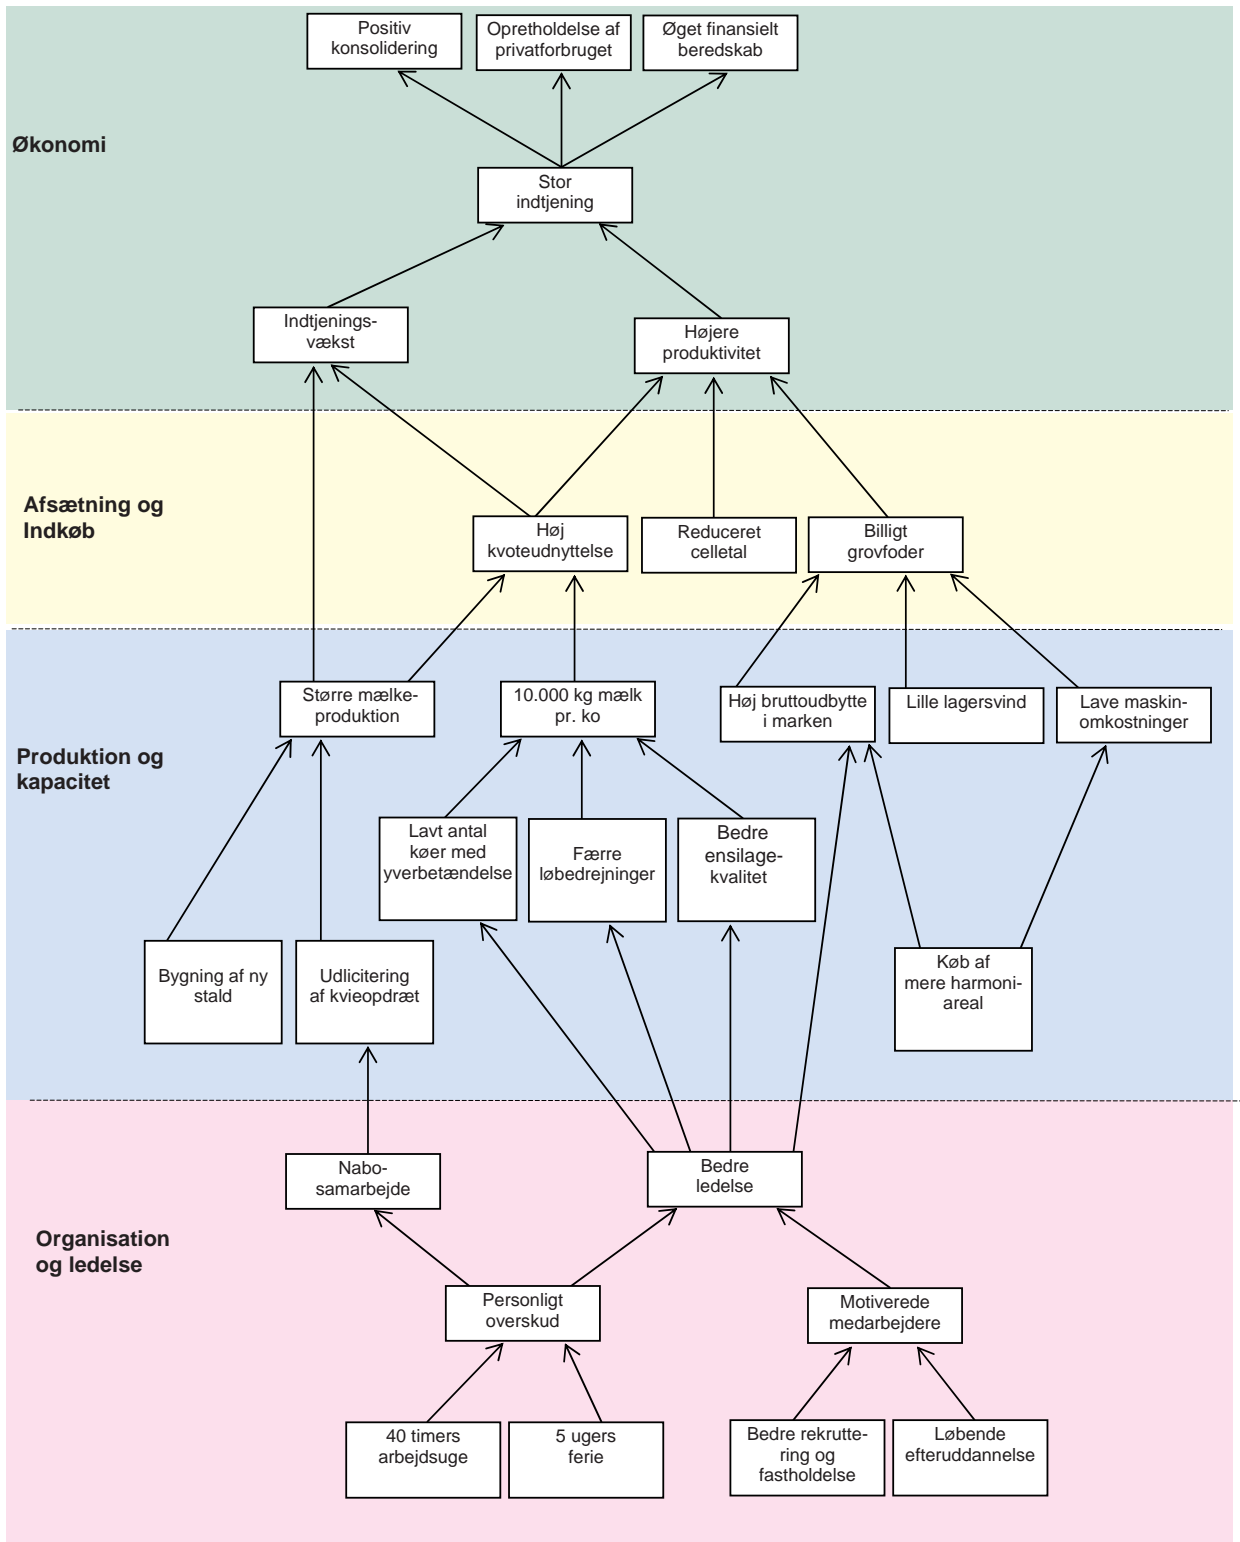 Positiv
konsolidering
Opretholdelse af
privatforbruget
Øget finansielt
beredskab
Økonomi
Stor
indtjening
Indtjenings-
vækst
Højere
produktivitet
Afsætning og
Indkøb
Høj
kvoteudnyttelse
Reduceret
celletal
Billigt
grovfoder
Større mælke-
produktion
10.000 kg mælk
pr. ko
Høj bruttoudbytte
i marken
Lille lagersvind
Lave maskin-
omkostninger
Produktion og
kapacitet
Lavt antal
køer med
yverbetændelse
Færre
løbedrejninger
Bedre
ensilage-
kvalitet
Bygning af ny
stald
Udlicitering
af kvieopdræt
Køb af
mere harmoni-
areal
Nabo-
samarbejde
Bedre
ledelse
Organisation
og ledelse
Personligt
overskud
Motiverede
medarbejdere
40 timers
arbejdsuge
5 ugers
ferie
Bedre rekrutte-
ring og
fastholdelse
Løbende
efteruddannelse